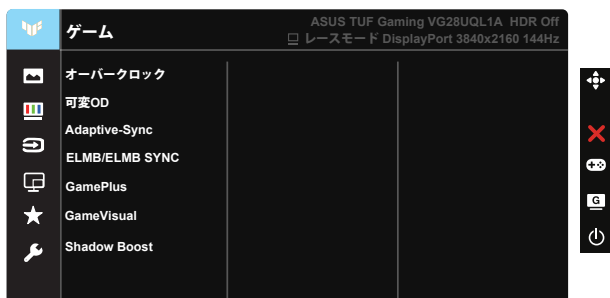 ゲーム
ASUS TUF Gaming VG28UQL1A HDR Off
レースモード DisplayPort 3840x2160 144Hz
オーバークロック
可変OD
Adaptive-Sync
ELMB/ELMB SYNC
GamePlus
GameVisual
Shadow Boost
G